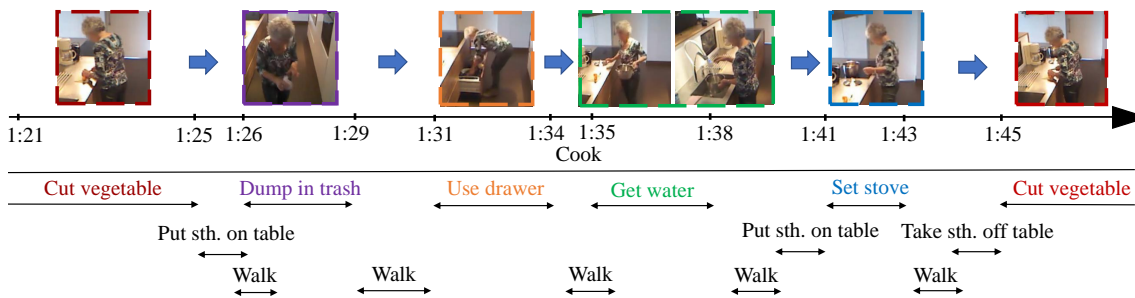 1:21 1:25 1:26 1:29 1:31 1:34 1:35 1:38 1:41 1:43 1:45
Cook
Cut vegetable Dump in trash Use drawer Get water Set stove Cut vegetable
Put sth. on table Put sth. on table Take sth. off table
Walk Walk Walk Walk Walk